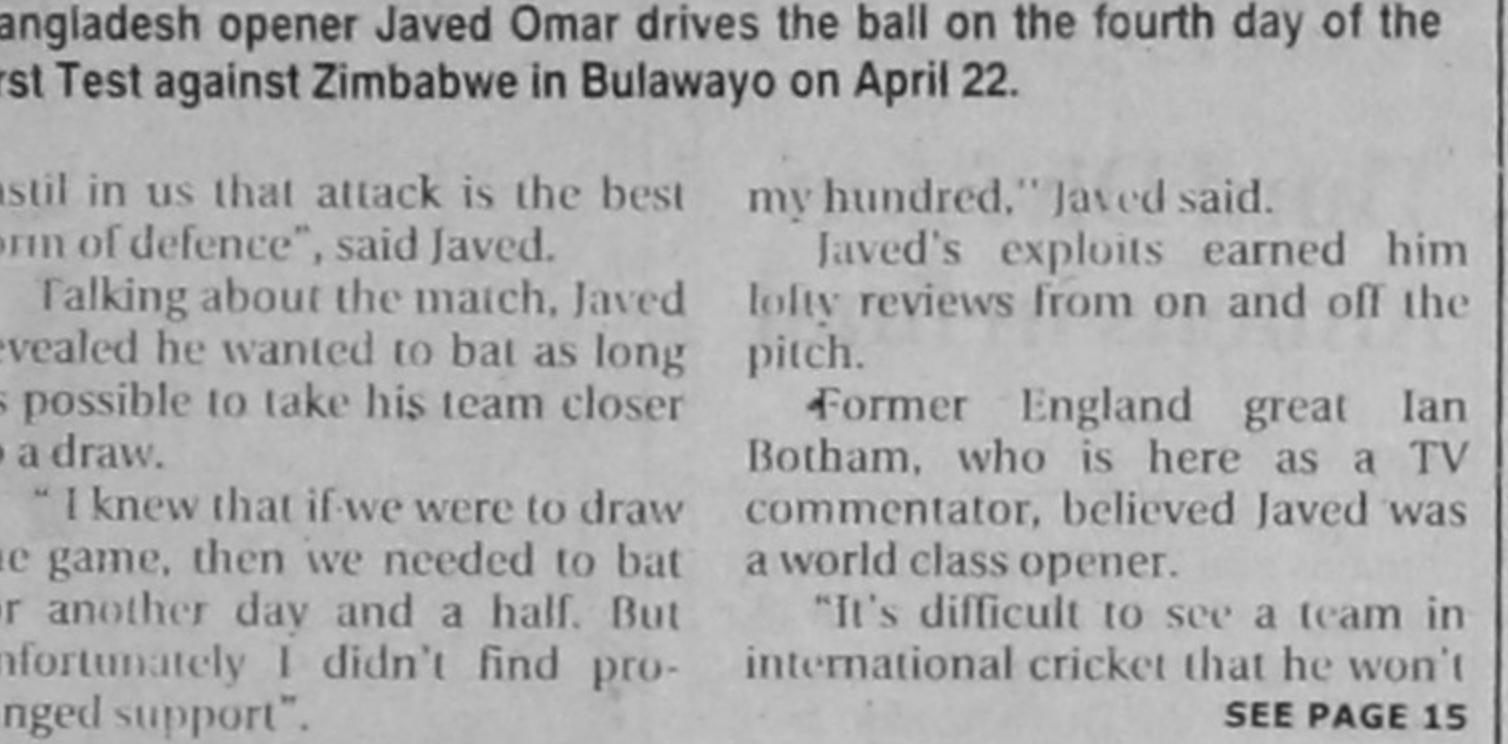 angladesh opener Javed Omar drives the ball on the fourth day of the
rst Test against Zimbabwe in Bulawayo on April 22.
stil in us that attack is the best
orm of defence", said Javed.
Talking about the match, Javed
evealed he wanted to bat as long
s possible to take his team closer
o a draw.
" I knew that if we were to draw
e game, then we needed to bat
r another day and a half. But
nfortunately I didn't find pro-
nged support".
my hundred," Javed said.
Javed's exploits earned him
lofty reviews from on and off the
pitch.
Former England great Ian
Botham, who is here as a TV
commentator, believed Javed was
a world class opener.
"It's difficult to see a team in
international cricket that he won't
SEE PAGE 15